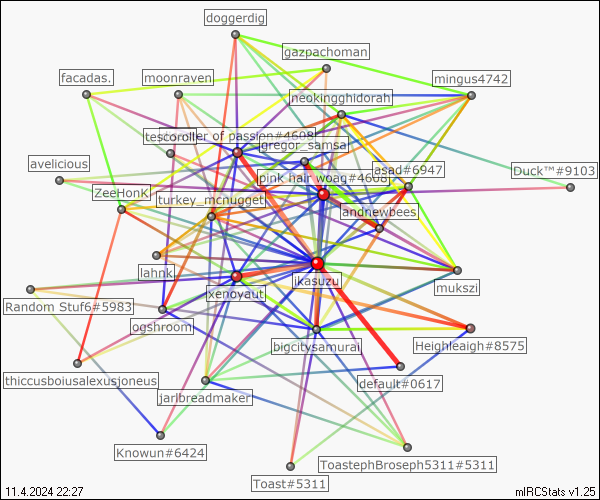 doggerdig
gazpachoman
facadas.
moonraven
mingus4742
neokingghidorah
roller of passion#4608
gregor_samsa
avelicious
pink hair woag#4608
asad#6947
Duck™#9103
ZeeHonk
turkey_mcnugget
andnewbees
lahnk
jkasuzu
mukszi
xenoyaut
Random Stuf6#5983
ogshroom
bigcitysamurai
Heighleaigh#8575
thiccusboiusalexusjoneus
default#0617
jarlbreadmaker
Knowun#6424
ToastephBroseph5311#5311
Toast#5311
11.4.2024 22:27
mIRCStats v1.25